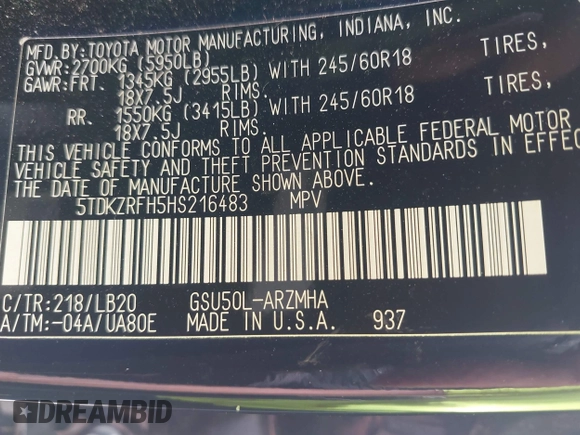 MFD.BY:TOYOTA MOTOR MANUFACTURING, INDIANA, INC.
GVWR:2700KG (5950LB)
GAWR:FRT. 1345KG (2955LB) WITH 245/60R18 TIRES,
18X7.5J RIMS.
RR. 1550KG (3415LB) WITH 245/60R18 TIRES,
18X7.5J RIMS.
THIS VEHICLE CONFORMS TO ALL APPLICABLE FEDERAL MOTOR
VEHICLE SAFETY AND THEFT PREVENTION STANDARDS IN EFFEC
THE DATE OF MANUFACTURE SHOWN ABOVE.
5TDKZRFH5HS216483 MPV
C/TR:218/LB20 GSU50L-ARZMHA
A/TM:-04A/UA80E MADE IN U.S.A. 937
DREAMBID